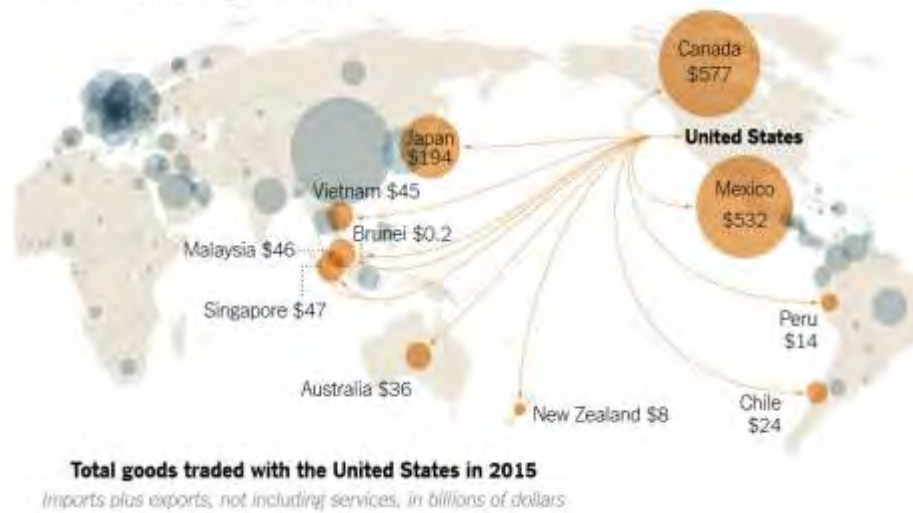 Canada
$577
United States
Japan
$194
Mexico
$532
Vietnam $45
Brunei $0.2
Malaysia $46
Singapore $47
Peru
$14
Australia $36
New Zealand $8
Chile
$24
Total goods traded with the United States in 2015
Imports plus exports, not including services, in billions of dollars